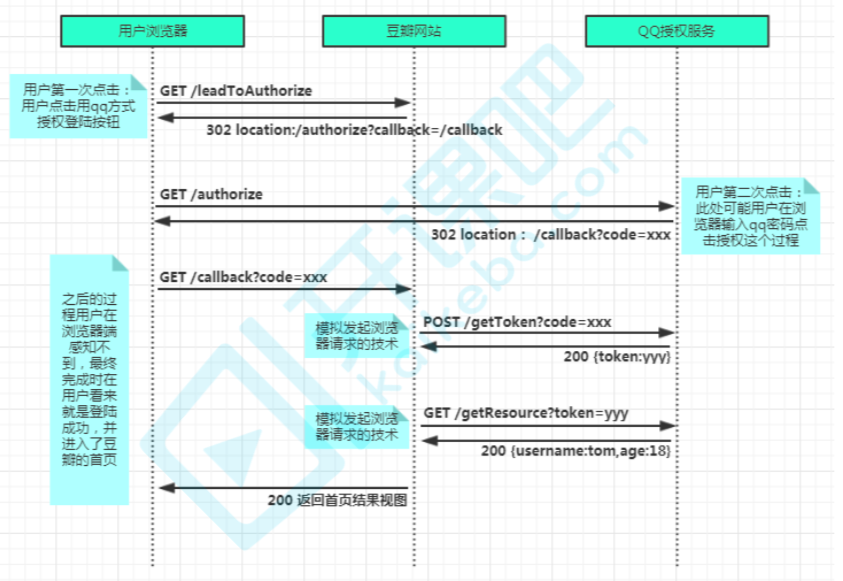 用户浏览器
豆瓣网站
QQ授权服务
用户第一次点击：
用户点击用qq方式
授权登陆按钮
GET /leadToAuthorize
302 location:/authorize?callback=/callback
GET /authorize
302 location： /callback?code=xxx
用户第二次点击：
此处可能用户在浏
览器输入qq密码点
击授权这个过程
GET /callback?code=xxx
之后的过
程用户在
浏览器端
感知不
到，最终
完成时在
用户看来
就是登陆
成功，并
进入了豆
瓣的首页
模拟发起浏览
器请求的技术
POST /getToken?code=xxx
200 {token:yyy}
模拟发起浏览
器请求的技术
GET /getResource?token=yyy
200 {username:tom,age:18}
200 返回首页结果视图
开课吧
kaikeba.com